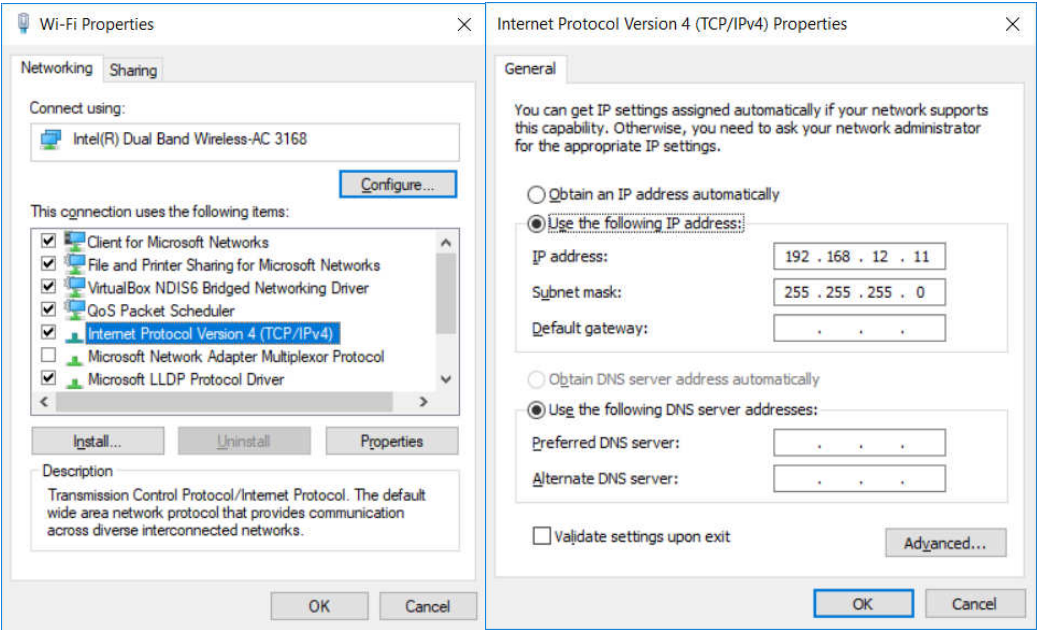 Wi-Fi Properties
Networking
Sharing
Connect using:
Intel(R) Dual Band Wireless-AC 3168
Configure...
This connection uses the following items:
Client for Microsoft Networks
File and Printer Sharing for Microsoft Networks
VirtualBox NDIS6 Bridged Networking Driver
QoS Packet Scheduler
Internet Protocol Version 4 (TCP/IPv4)
Microsoft Network Adapter Multiplexor Protocol
Microsoft LLDP Protocol Driver
Install...
Uninstall
Properties
Description
Transmission Control Protocol/Internet Protocol. The default
wide area network protocol that provides communication
across diverse interconnected networks.
OK
Cancel
Internet Protocol Version 4 (TCP/IPv4) Properties
General
You can get IP settings assigned automatically if your network supports
this capability. Otherwise, you need to ask your network administrator
for the appropriate IP settings.
Obtain an IP address automatically
Use the following IP address:
IP address: 192 . 168 . 12 . 11
Subnet mask: 255 . 255 . 255 . 0
Default gateway: . . .
Obtain DNS server address automatically
Use the following DNS server addresses:
Preferred DNS server: . . .
Alternate DNS server: . . .
Validate settings upon exit
Advanced...
OK
Cancel